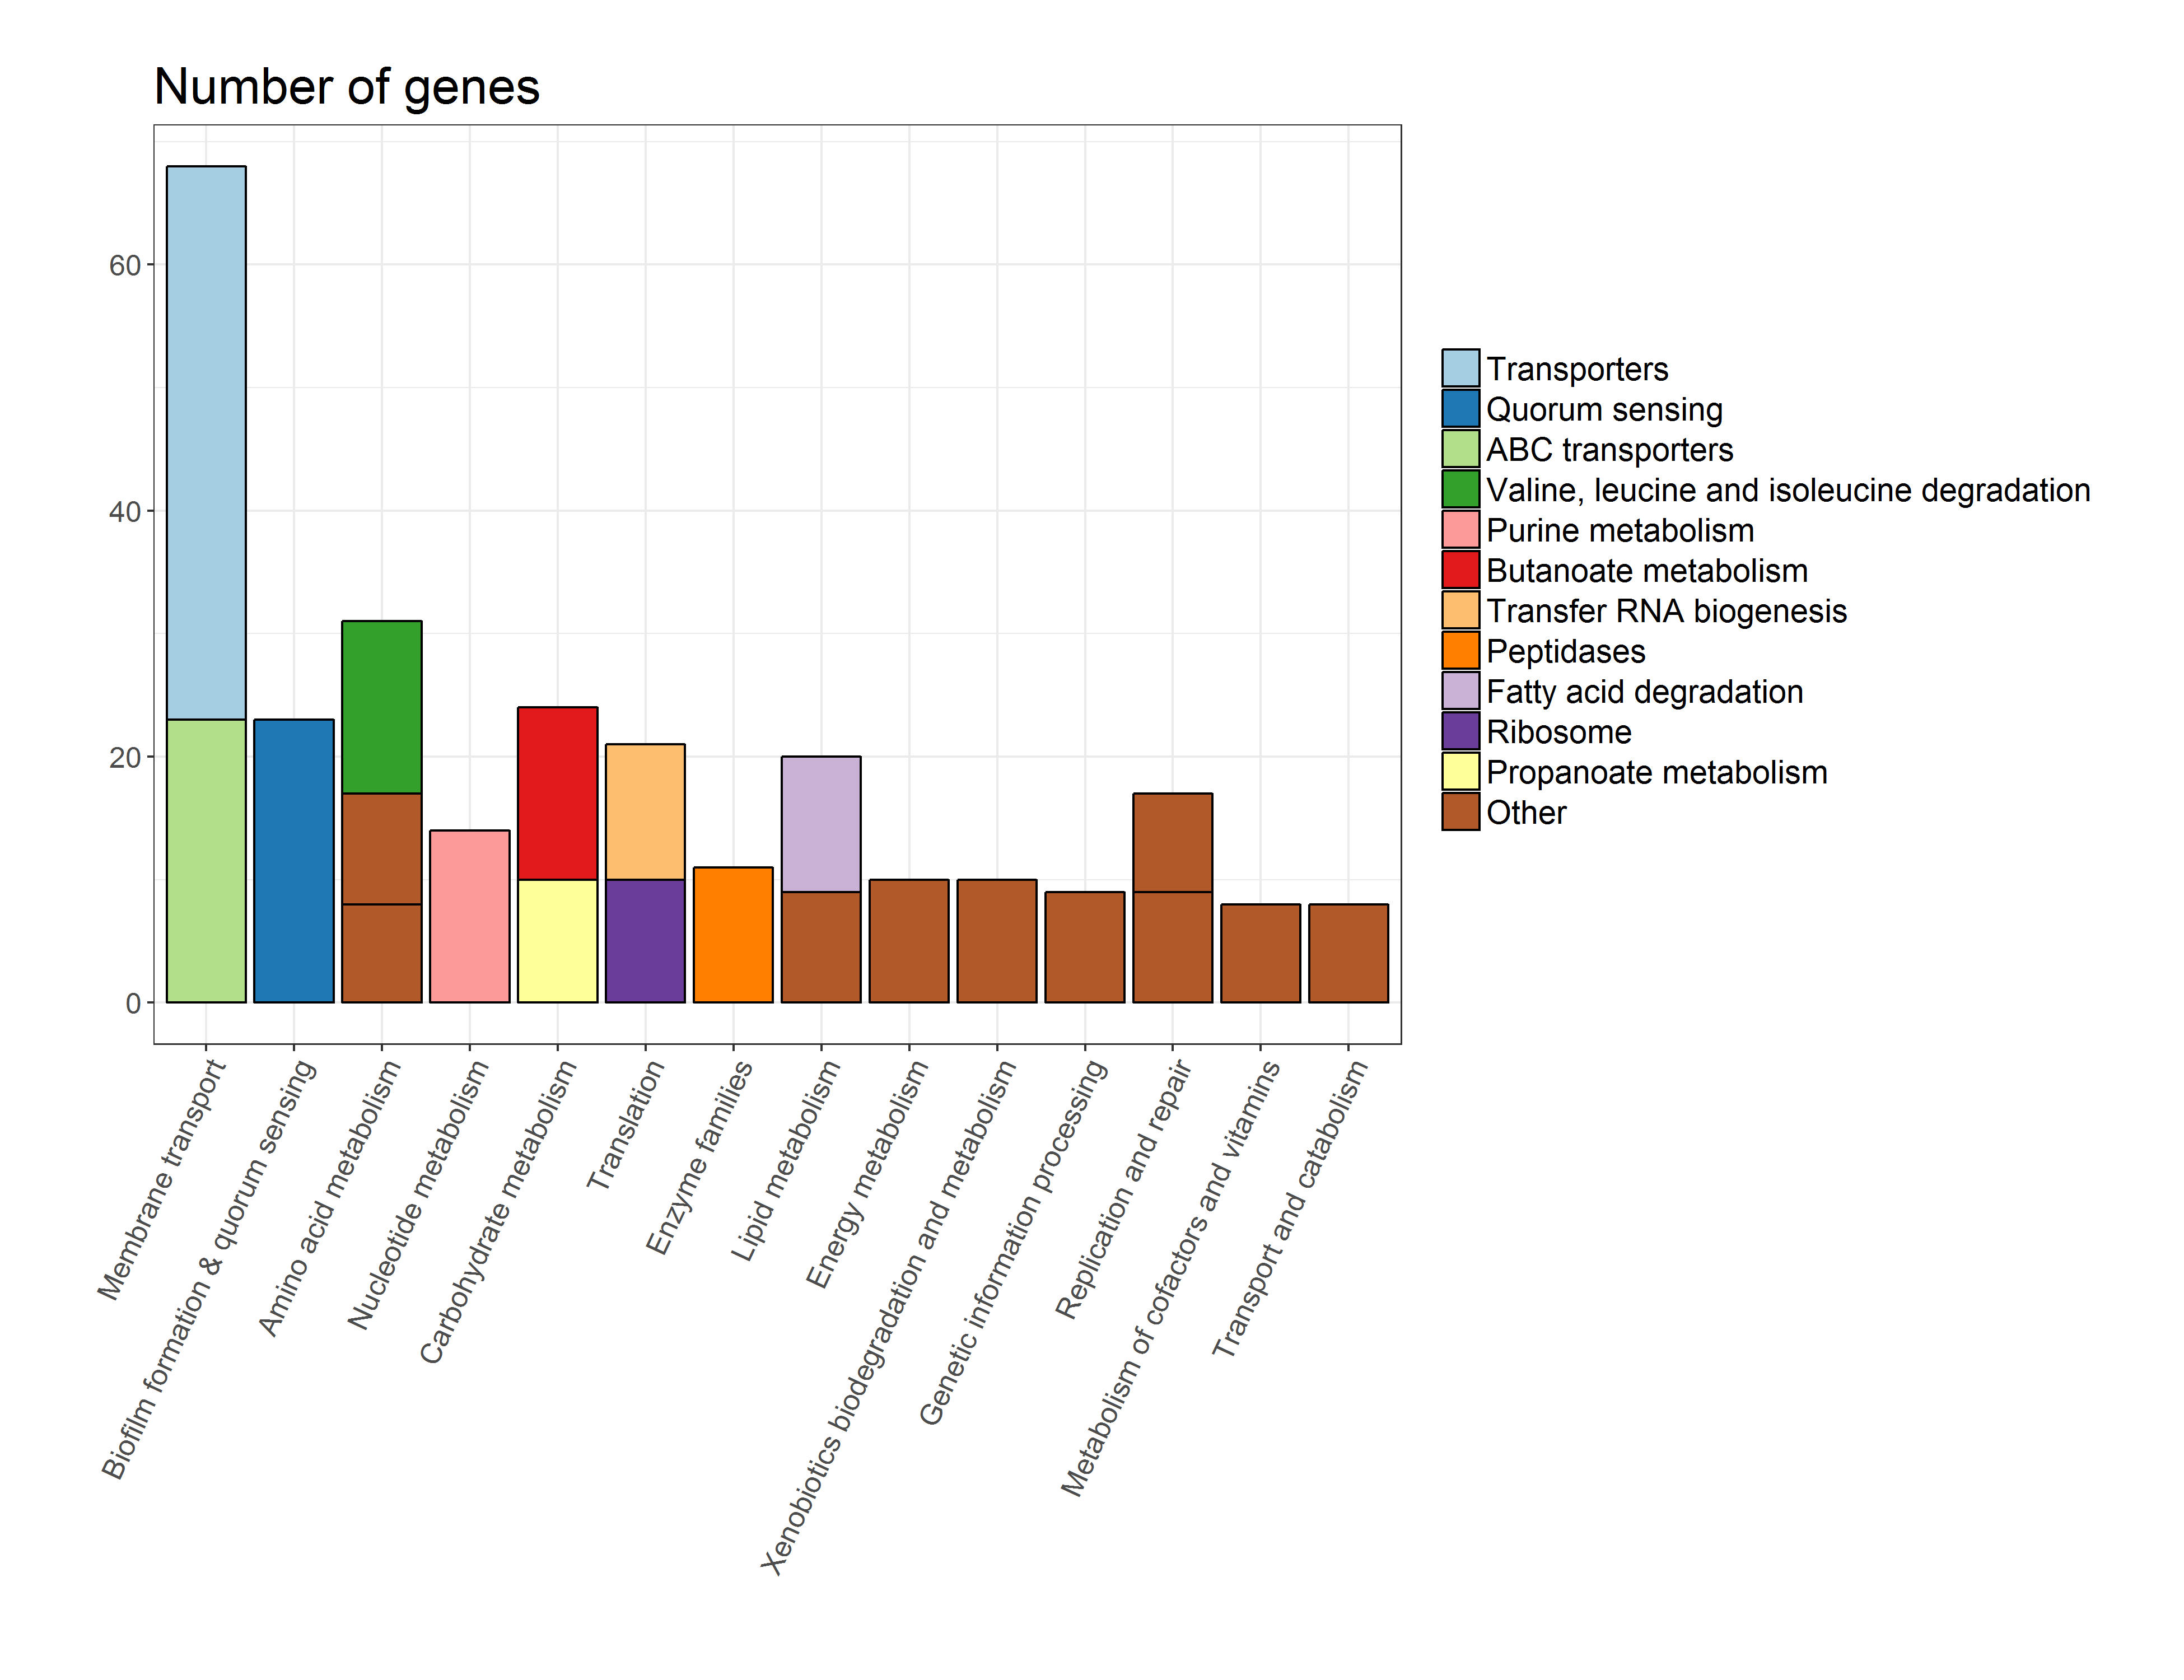 Number of genes
60
40
20
0
Membrane transport
Biofilm formation & quorum sensing
Amino acid metabolism
Nucleotide metabolism
Carbohydrate metabolism
Translation
Enzyme families
Lipid metabolism
Energy metabolism
Xenobiotics biodegradation and metabolism
Genetic information processing
Replication and repair
Metabolism of cofactors and vitamins
Transport and catabolism
Transporters
Quorum sensing
ABC transporters
Valine, leucine and isoleucine degradation
Purine metabolism
Butanoate metabolism
Transfer RNA biogenesis
Peptidases
Fatty acid degradation
Ribosome
Propanoate metabolism
Other